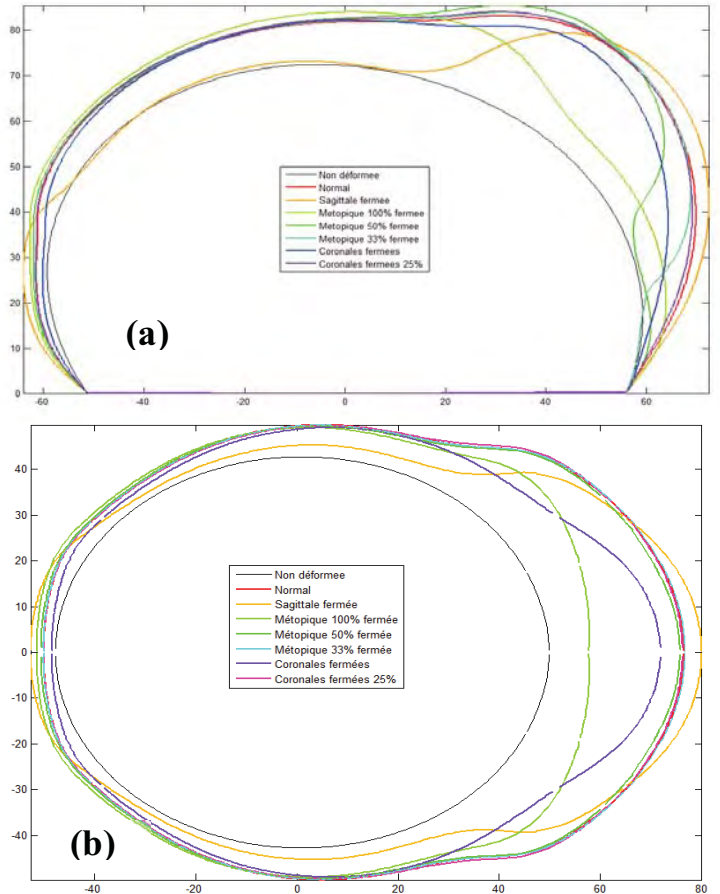 80
70
60
50
40
30
20
10
0
Non déformee
Normal
Sagittale fermee
Metopique 100% fermee
Metopique 50% fermee
Metopique 33% fermee
Coronales fermees
Coronales fermees 25%
(a)
-60
-40
-20
0
20
40
60
40
30
20
10
0
-10
-20
-30
-40
Non déformee
Normal
Sagittale fermée
Métopique 100% fermée
Métopique 50% fermée
Métopique 33% fermée
Coronales fermées
Coronales fermées 25%
(b)
-40
-20
0
20
40
60
80